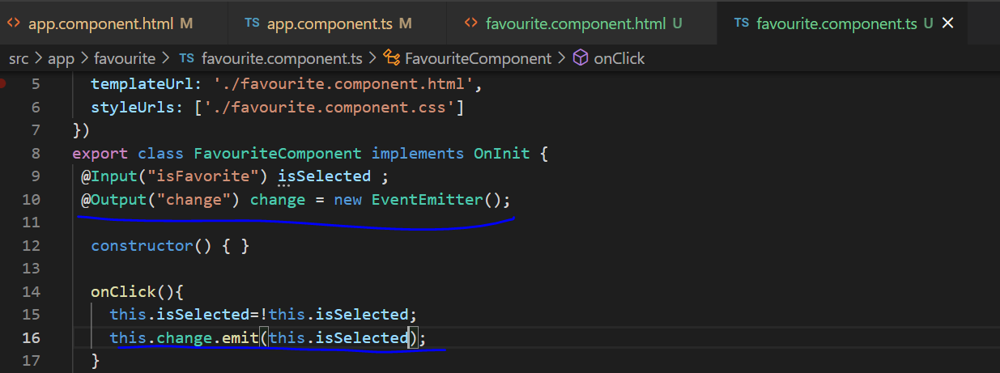 <> app.component.html M TS app.component.ts M <> favourite.component.html U TS favourite.component.ts U ×
src > app > favourite > TS favourite.component.ts > FavouriteComponent > onClick
5 templateUrl: './favourite.component.html',
6 styleUrls: ['./favourite.component.css']
7 })
8 export class FavouriteComponent implements OnInit {
9 @Input("isFavorite") isSelected ;
10 @Output("change") change = new EventEmitter();
11
12 constructor() { }
13
14 onClick(){
15 this.isSelected=!this.isSelected;
16 this.change.emit(this.isSelected);
17 }